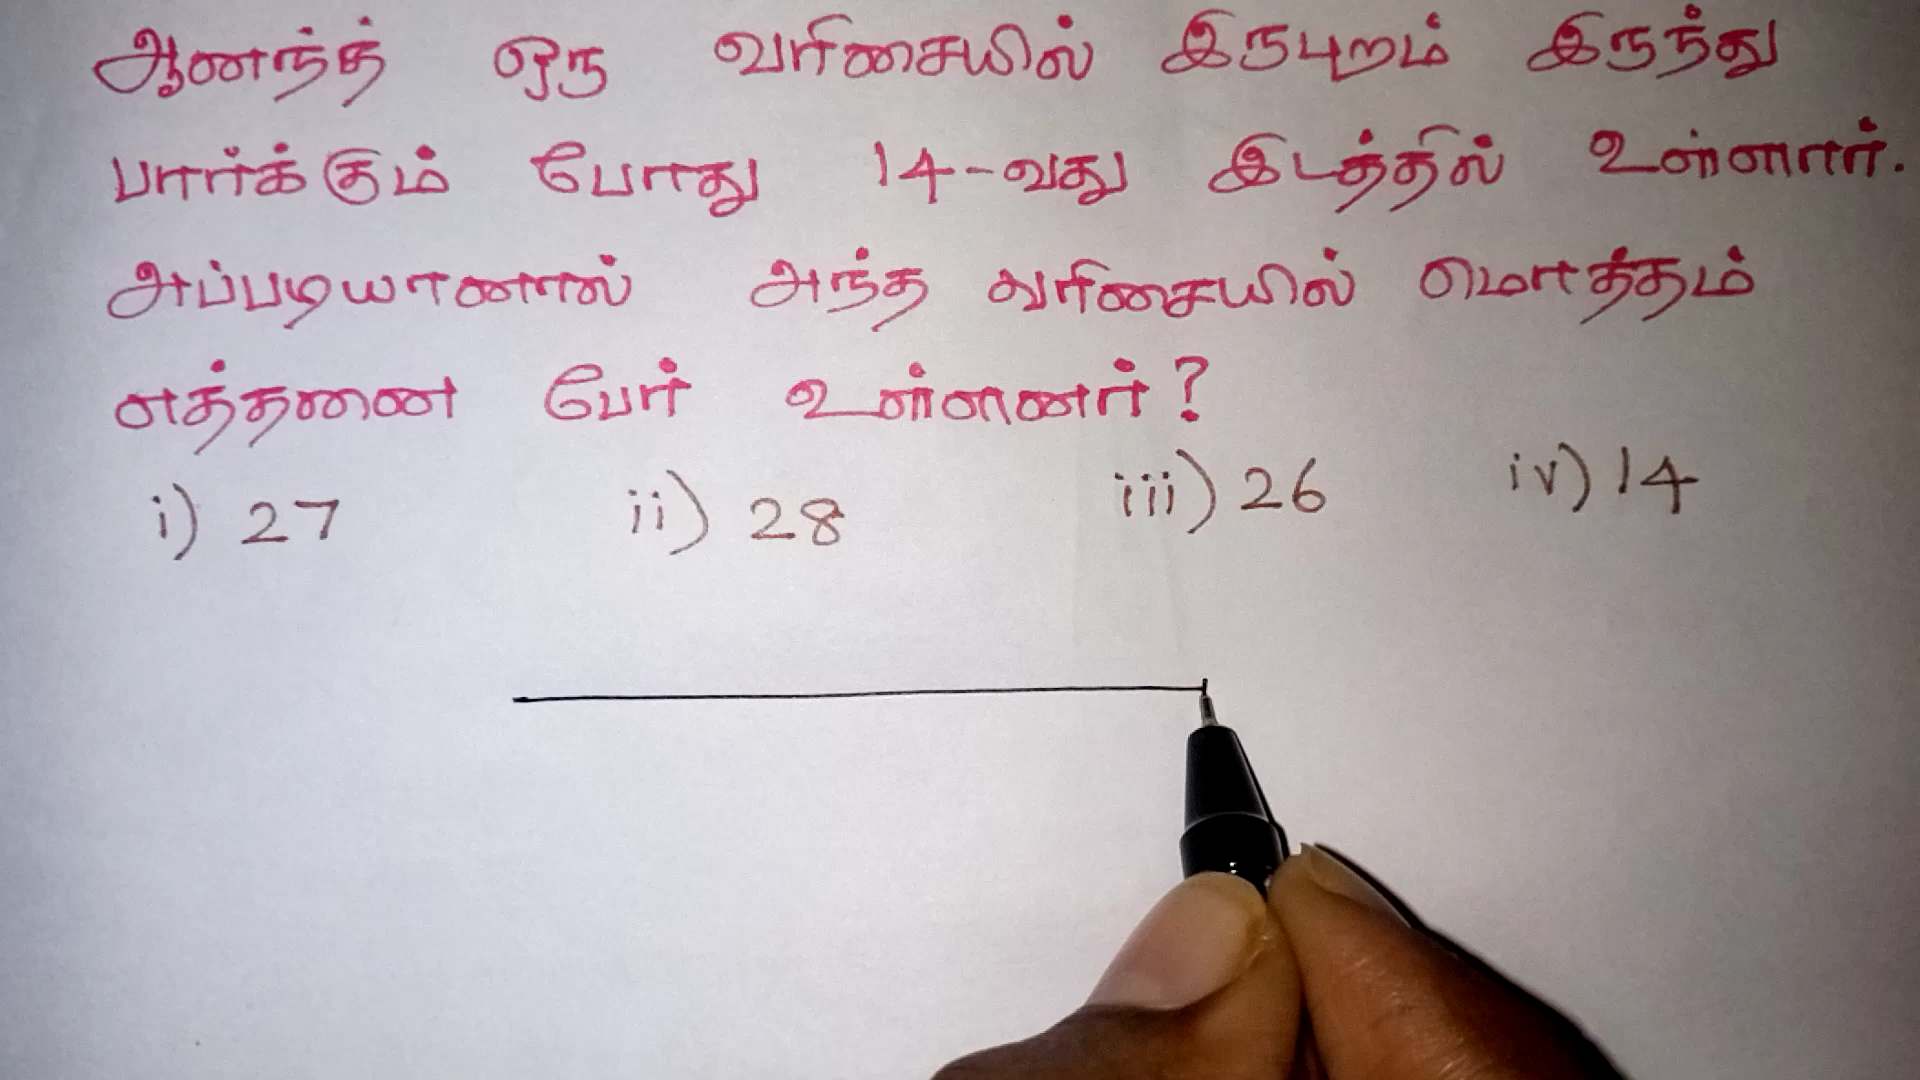 ஆனந்த் ஒரு வரிசையில் இருபுறம் இருந்து
பார்க்கும் போது 14-வது இடத்தில் உள்ளார்.
அப்படியானால் அந்த வரிசையில் மொத்தம்
எத்தனை பேர் உள்ளனர்?
i) 27 ii) 28 iii) 26 iv) 14